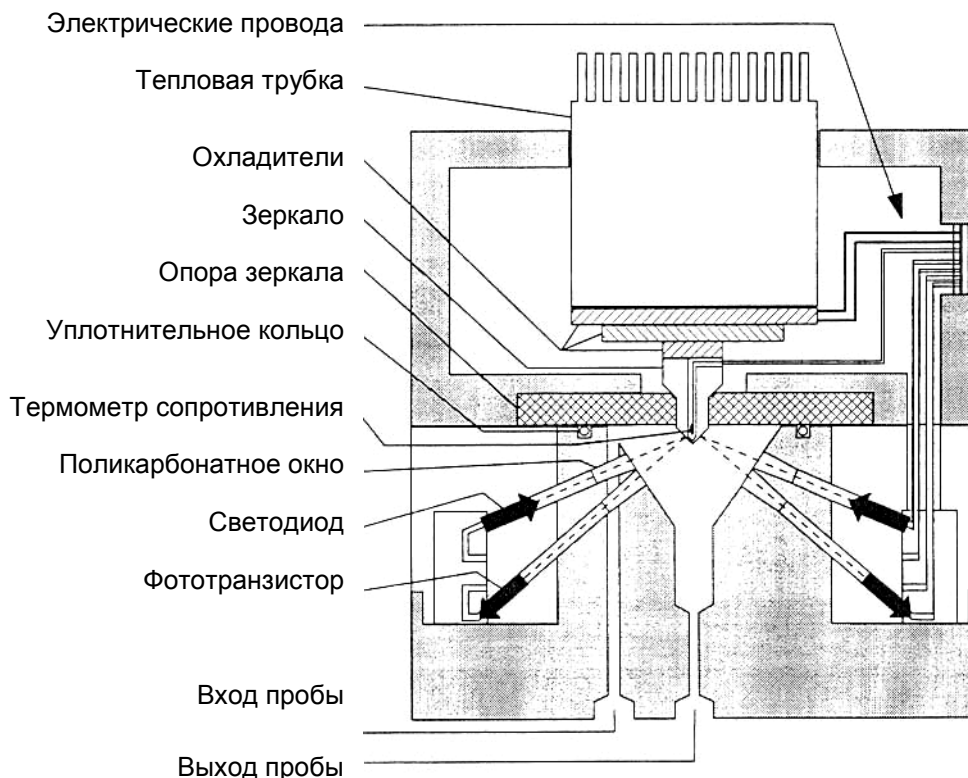 Электрические провода
Тепловая трубка
Охладители
Зеркало
Опора зеркала
Уплотнительное кольцо
Термометр сопротивления
Поликарбонатное окно
Светодиод
Фототранзистор
Вход пробы
Выход пробы